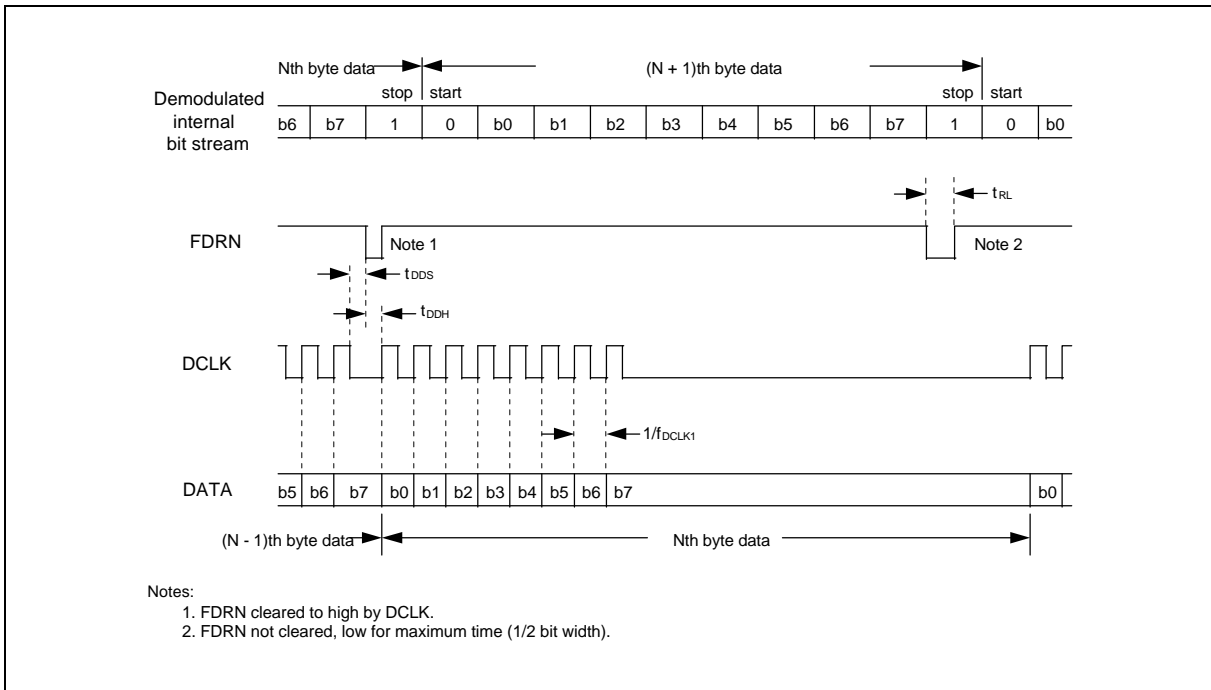 Nth byte data (N + 1)th byte data
stop start stop start
Demodulated
internal
bit stream
b6 b7 1 0 b0 b1 b2 b3 b4 b5 b6 b7 1 0 b0
tRL
FDRN Note 1 Note 2
tDDS
tDDH
DCLK
1/fDCLK1
DATA b5 b6 b7 b0 b1 b2 b3 b4 b5 b6 b7 b0
(N - 1)th byte data Nth byte data
Notes:
1. FDRN cleared to high by DCLK.
2. FDRN not cleared, low for maximum time (1/2 bit width).